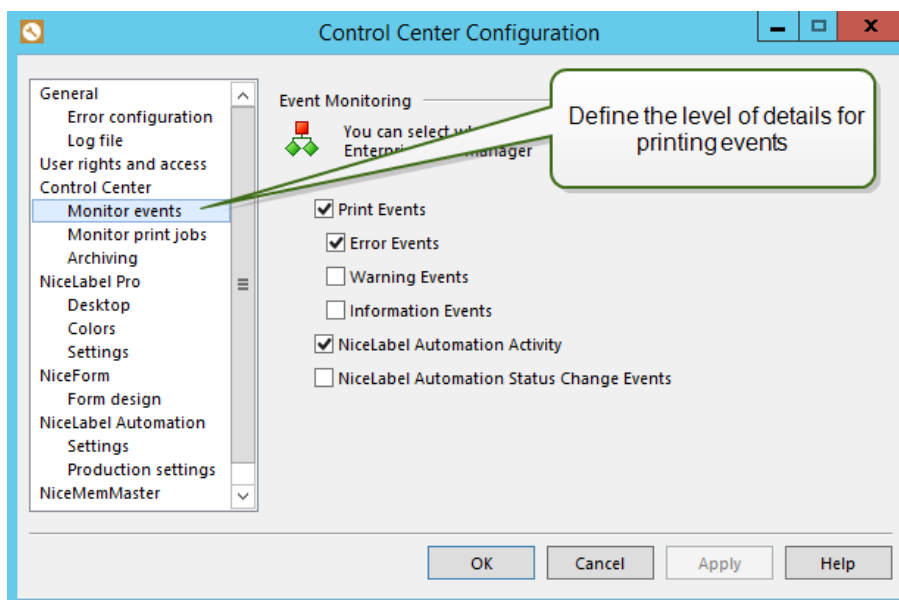 Control Center Configuration
General
Error configuration
Log file
User rights and access
Control Center
Monitor events
Monitor print jobs
Archiving
NiceLabel Pro
Desktop
Colors
Settings
NiceForm
Form design
NiceLabel Automation
Settings
Production settings
NiceMemMaster
Event Monitoring
You can select
Define the level of details for
printing events
Print Events
Error Events
Warning Events
Information Events
NiceLabel Automation Activity
NiceLabel Automation Status Change Events
OK
Cancel
Apply
Help